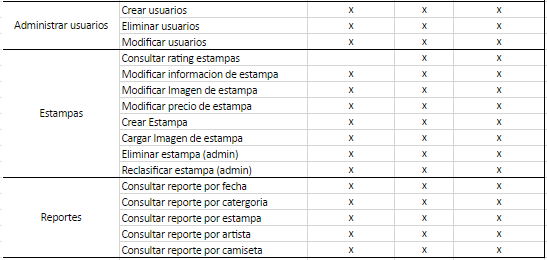 Administrar usuarios
Crear usuarios x x x
Eliminar usuarios x x x
Modificar usuarios x x x
Estampas
Consultar rating estampas x x
Modificar informacion de estampa x x x
Modificar Imagen de estampa x x x
Modificar precio de estampa x x x
Crear Estampa x x x
Cargar Imagen de estampa x x x
Eliminar estampa (admin) x x x
Reclasificar estampa (admin) x x x
Reportes
Consultar reporte por fecha x x x
Consultar reporte por catergoria x x x
Consultar reporte por estampa x x x
Consultar reporte por artista x x x
Consultar reporte por camiseta x x x